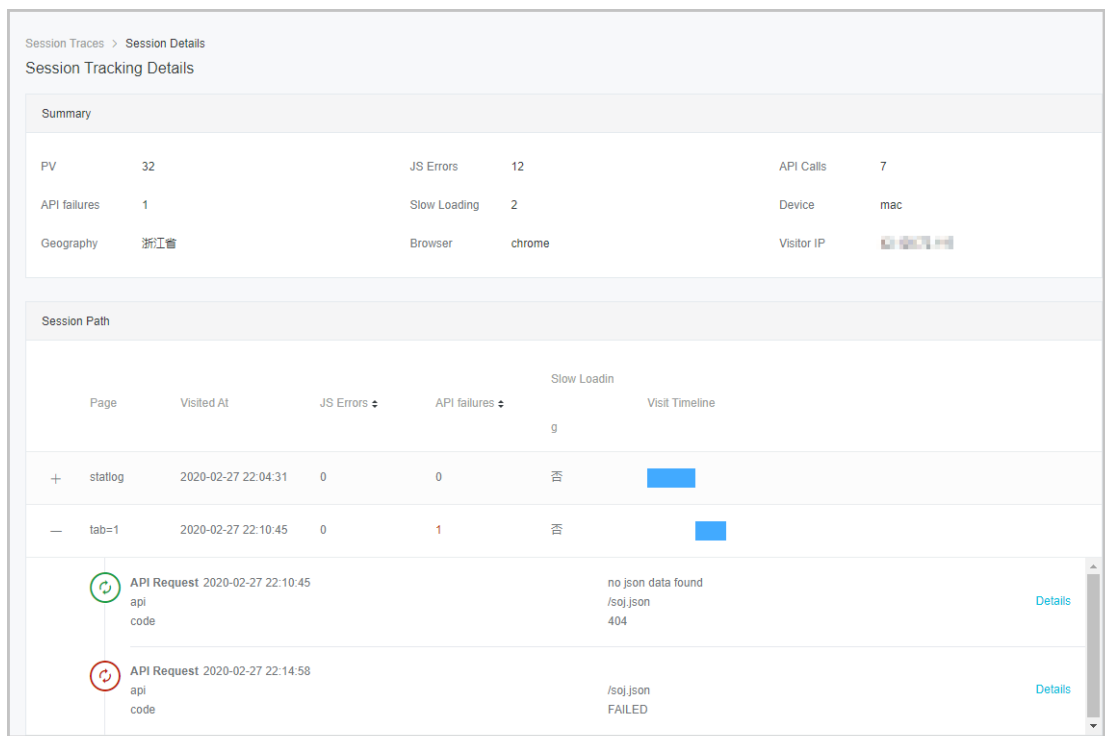 Session Traces > Session Details
Session Tracking Details
Summary
PV 32 JS Errors 12 API Calls 7
API failures 1 Slow Loading 2 Device mac
Geography 浙江省 Browser chrome Visitor IP
Session Path
Page Visited At JS Errors API failures Slow Loadin Visit Timeline
g
statlog 2020-02-27 22:04:31 0 0 否
tab=1 2020-02-27 22:10:45 0 1 否
API Request 2020-02-27 22:10:45 no json data found
api /soj.json Details
code 404
API Request 2020-02-27 22:14:58
api /soj.json Details
code FAILED